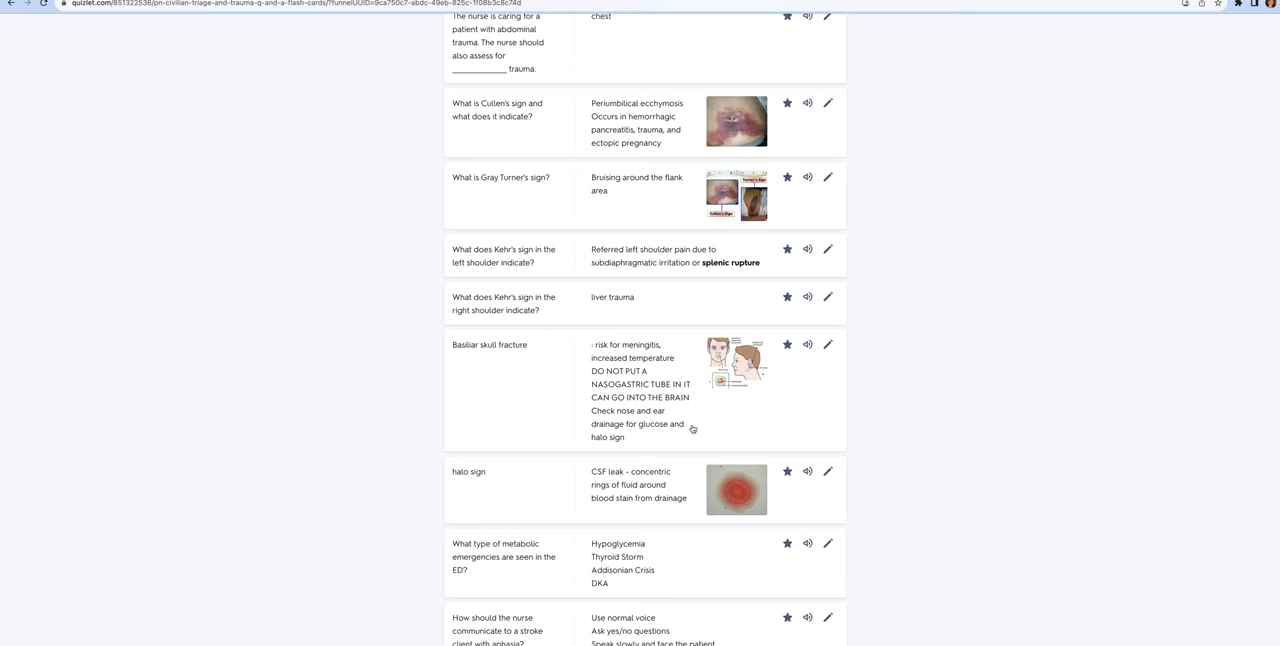 quizlet.com/851322536/pn-civilian-triage-and-trauma-q-and-a-flash-cards/?funnelUUID=9ca750c7-abdc-49eb-825c-1f08b3c8c74d
The nurse is caring for a
patient with abdominal
trauma. The nurse should
also assess for
______________ trauma.
chest
What is Cullen's sign and
what does it indicate?
Periumbilical ecchymosis
Occurs in hemorrhagic
pancreatitis, trauma, and
ectopic pregnancy
What is Gray Turner's sign?
Bruising around the flank
area
Turner's Sign
Cullen's Sign
What does Kehr's sign in the
left shoulder indicate?
Referred left shoulder pain due to
subdiaphragmatic irritation or splenic rupture
What does Kehr's sign in the
right shoulder indicate?
liver trauma
Basiliar skull fracture
: risk for meningitis,
increased temperature
DO NOT PUT A
NASOGASTRIC TUBE IN IT
CAN GO INTO THE BRAIN
Check nose and ear
drainage for glucose and
halo sign
halo sign
CSF leak - concentric
rings of fluid around
blood stain from drainage
What type of metabolic
emergencies are seen in the
ED?
Hypoglycemia
Thyroid Storm
Addisonian Crisis
DKA
How should the nurse
communicate to a stroke
client with aphasia?
Use normal voice
Ask yes/no questions
Speak slowly and face the patient